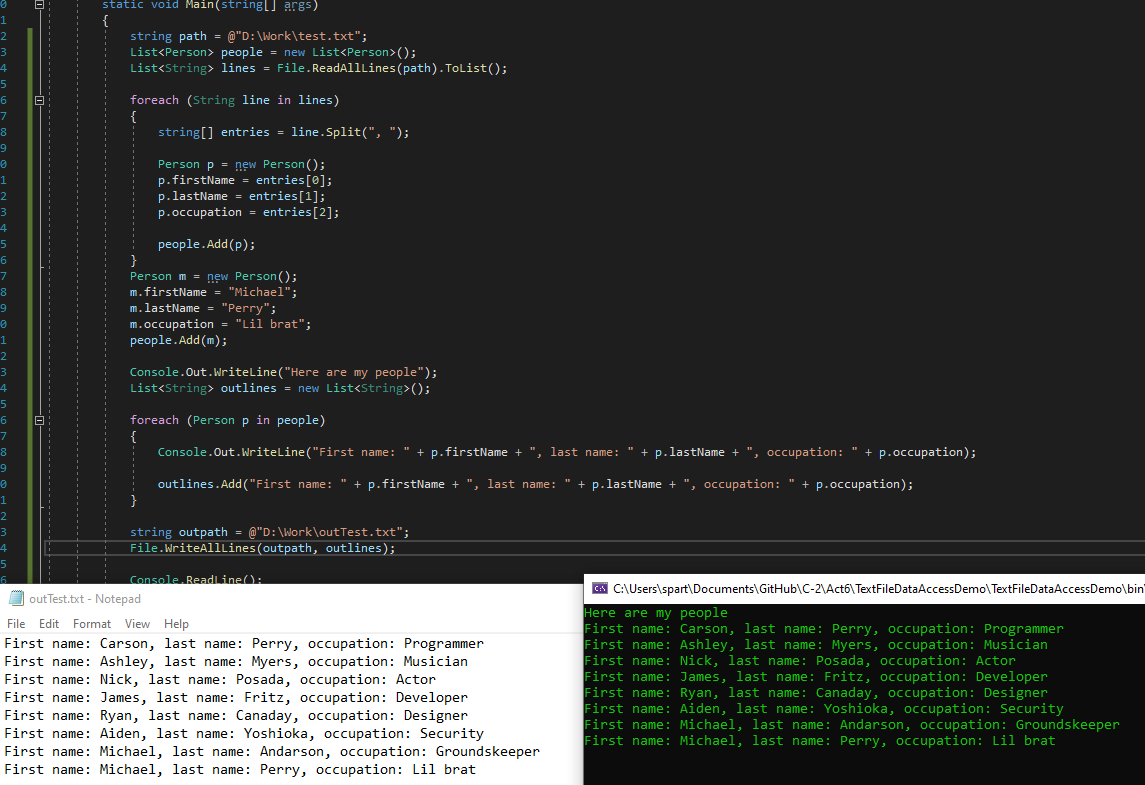 0 static void Main(string[] args)
1 {
2 string path = @"D:\Work\test.txt";
3 List<Person> people = new List<Person>();
4 List<String> lines = File.ReadAllLines(path).ToList();
5
6 foreach (String line in lines)
7 {
8 string[] entries = line.Split(", ");
9
0 Person p = new Person();
1 p.firstName = entries[0];
2 p.lastName = entries[1];
3 p.occupation = entries[2];
4
5 people.Add(p);
6 }
7 Person m = new Person();
8 m.firstName = "Michael";
9 m.lastName = "Perry";
0 m.occupation = "Lil brat";
1 people.Add(m);
2
3 Console.Out.WriteLine("Here are my people");
4 List<String> outlines = new List<String>();
5
6 foreach (Person p in people)
7 {
8 Console.Out.WriteLine("First name: " + p.firstName + ", last name: " + p.lastName + ", occupation: " + p.occupation);
9
0 outlines.Add("First name: " + p.firstName + ", last name: " + p.lastName + ", occupation: " + p.occupation);
1 }
2
3 string outpath = @"D:\Work\outTest.txt";
4 File.WriteAllLines(outpath, outlines);
5
6 Console.ReadLine();
outTest.txt - Notepad
File Edit Format View Help
First name: Carson, last name: Perry, occupation: Programmer
First name: Ashley, last name: Myers, occupation: Musician
First name: Nick, last name: Posada, occupation: Actor
First name: James, last name: Fritz, occupation: Developer
First name: Ryan, last name: Canaday, occupation: Designer
First name: Aiden, last name: Yoshioka, occupation: Security
First name: Michael, last name: Andarson, occupation: Groundskeeper
First name: Michael, last name: Perry, occupation: Lil brat
C:\Users\spart\Documents\GitHub\C-2\Act6\TextFileDataAccessDemo\TextFileDataAccessDemo\bin\
Here are my people
First name: Carson, last name: Perry, occupation: Programmer
First name: Ashley, last name: Myers, occupation: Musician
First name: Nick, last name: Posada, occupation: Actor
First name: James, last name: Fritz, occupation: Developer
First name: Ryan, last name: Canaday, occupation: Designer
First name: Aiden, last name: Yoshioka, occupation: Security
First name: Michael, last name: Andarson, occupation: Groundskeeper
First name: Michael, last name: Perry, occupation: Lil brat